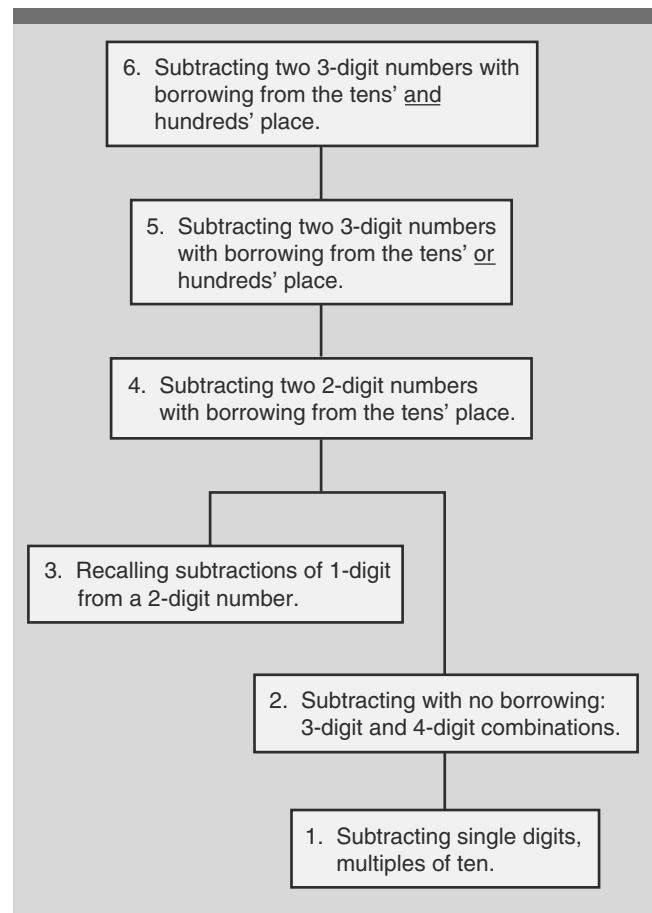 6. Subtracting two 3-digit numbers with
borrowing from the tens’ and
hundreds’ place.
5. Subtracting two 3-digit numbers
with borrowing from the tens’ or
hundreds’ place.
4. Subtracting two 2-digit numbers
with borrowing from the tens’ place.
3. Recalling subtractions of 1-digit
from a 2-digit number.
2. Subtracting with no borrowing:
3-digit and 4-digit combinations.
1. Subtracting single digits,
multiples of ten.